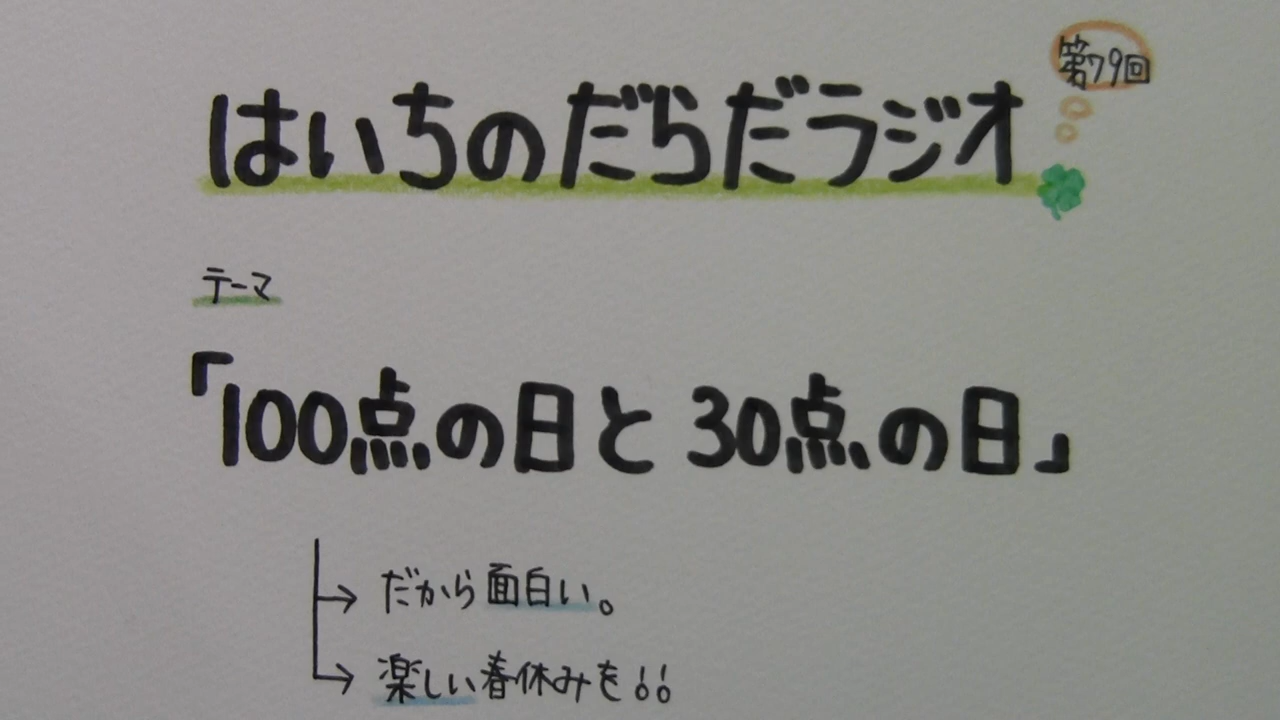 第79回
はいちのだらだラジオ
テーマ
「100点の日と30点の日」
→だから面白い。
→楽しい春休みを!!